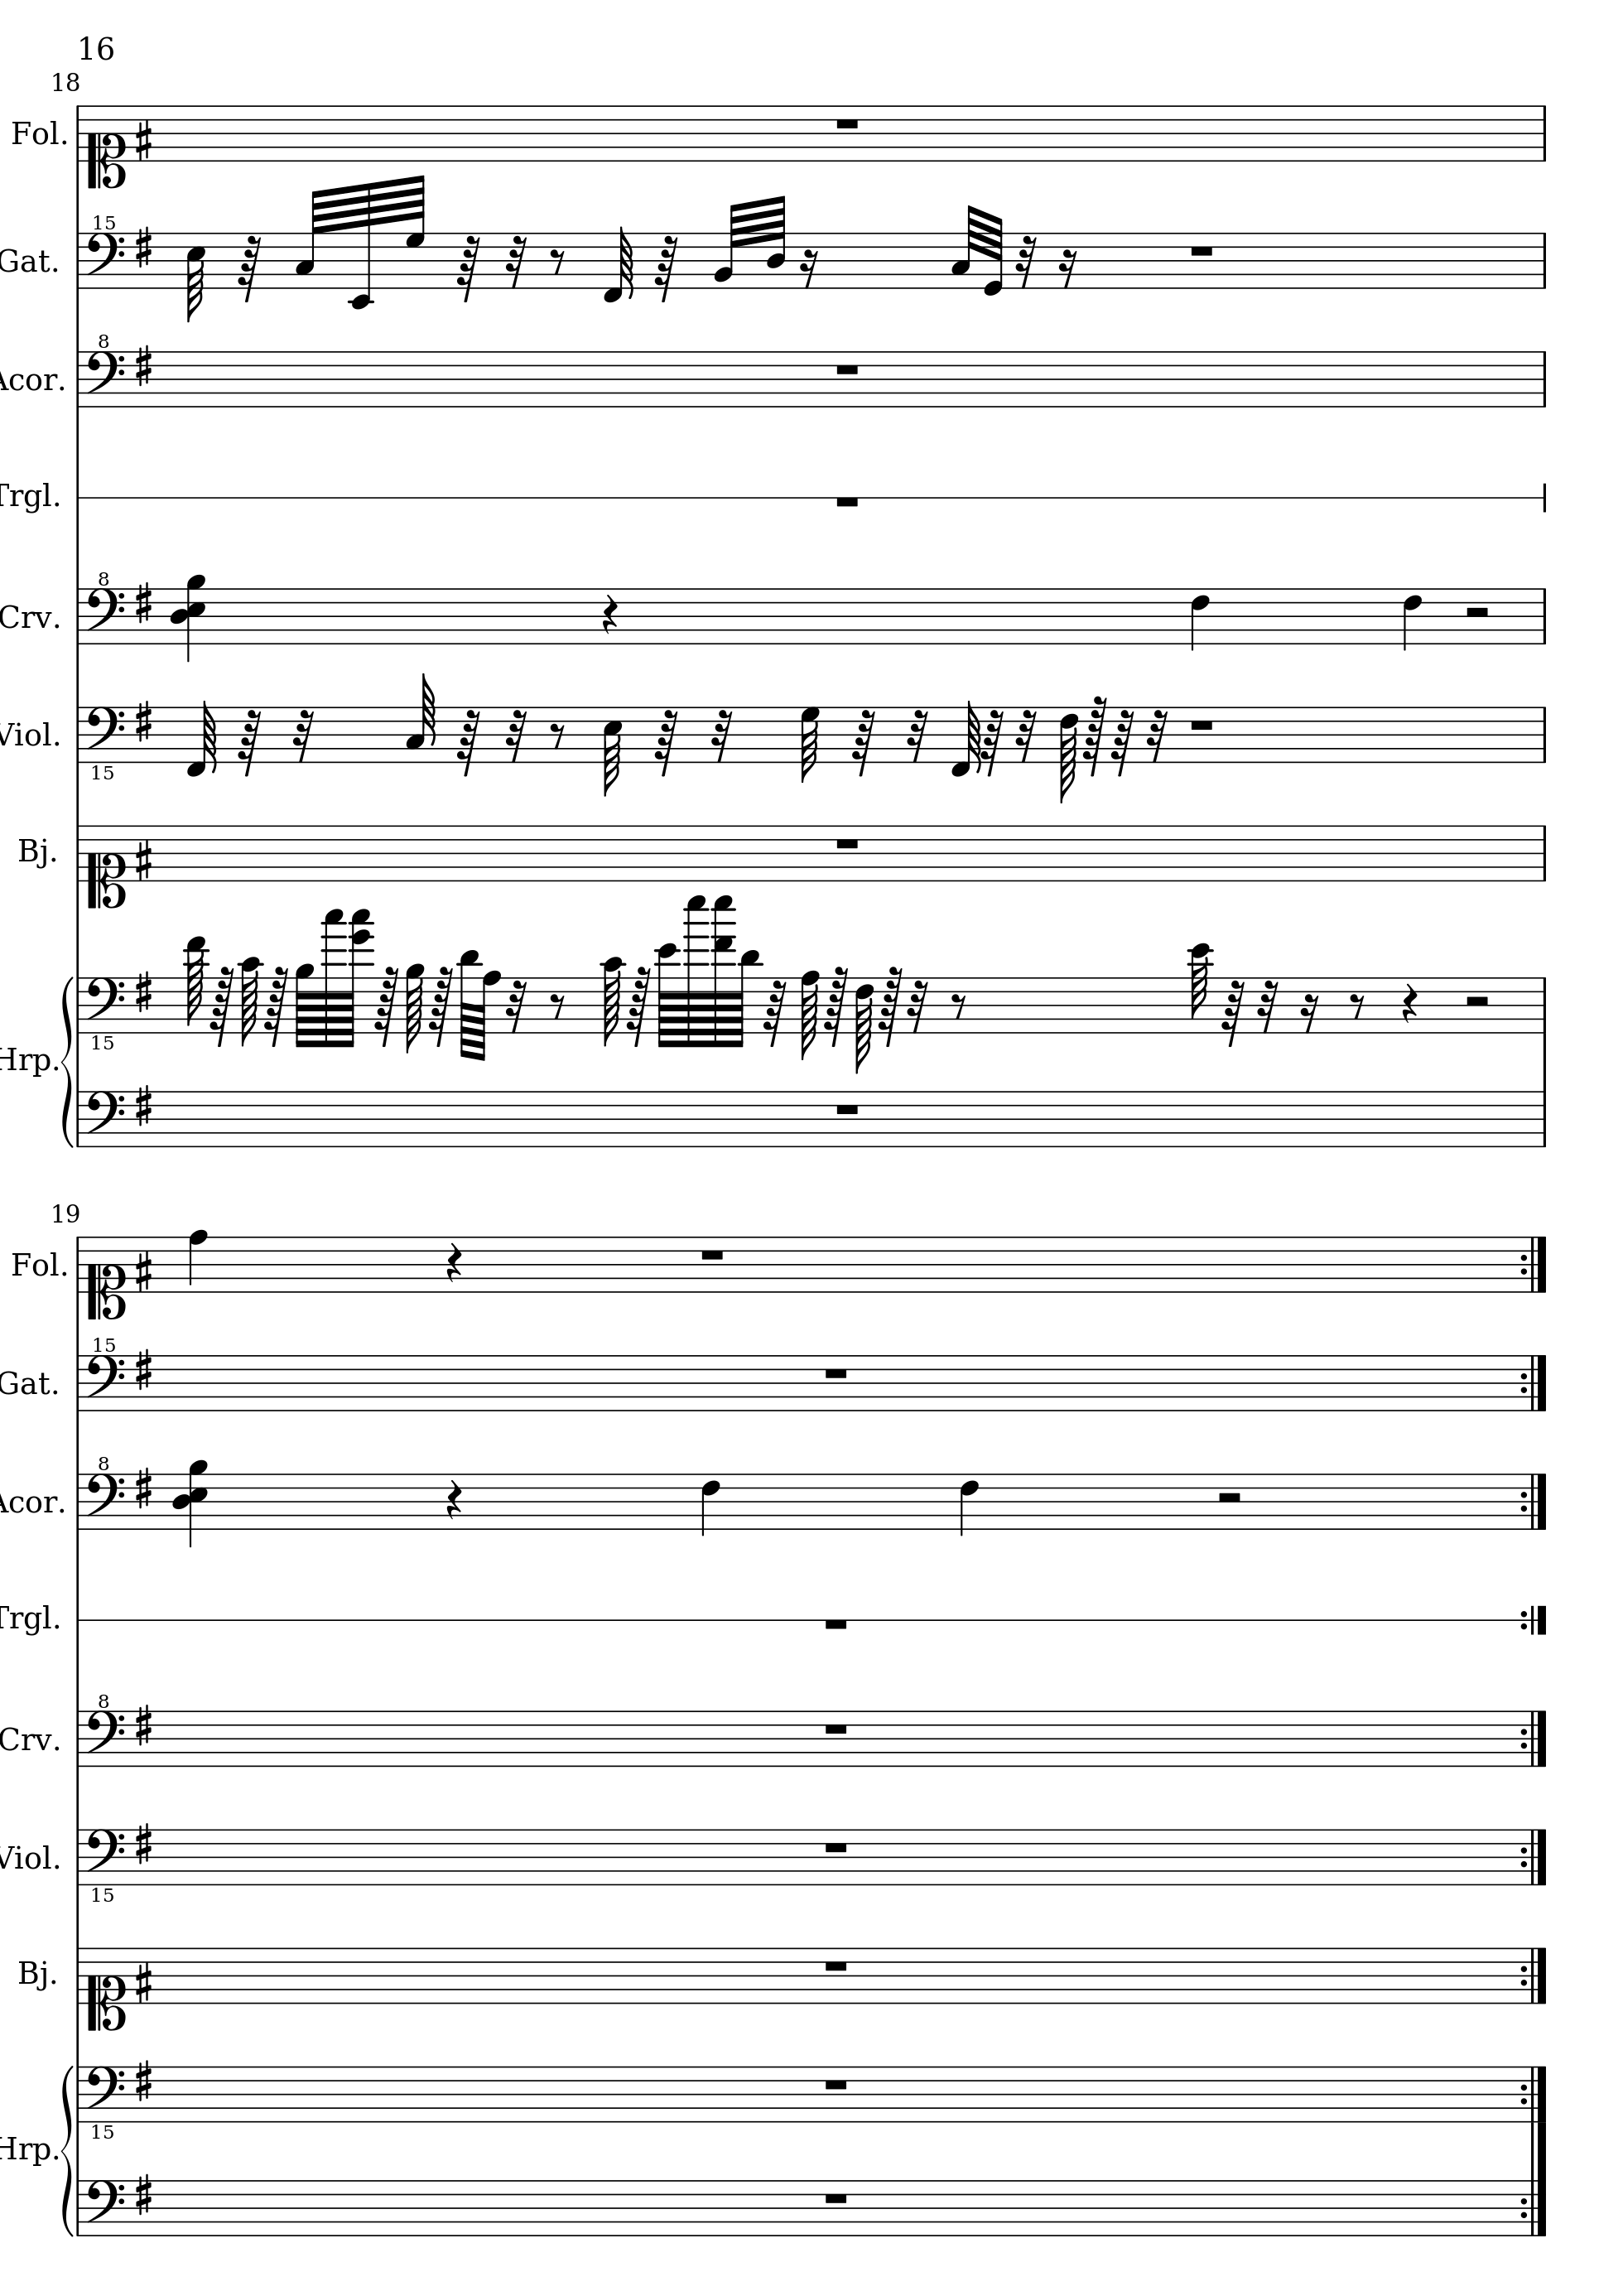 16
18
Fol.
15
Gat.
8
Acor.
Trgl.
8
Crv.
Viol.
15
Bj.
15
Hrp.
19
Fol.
15
Gat.
8
Acor.
Trgl.
8
Crv.
Viol.
15
Bj.
15
Hrp.